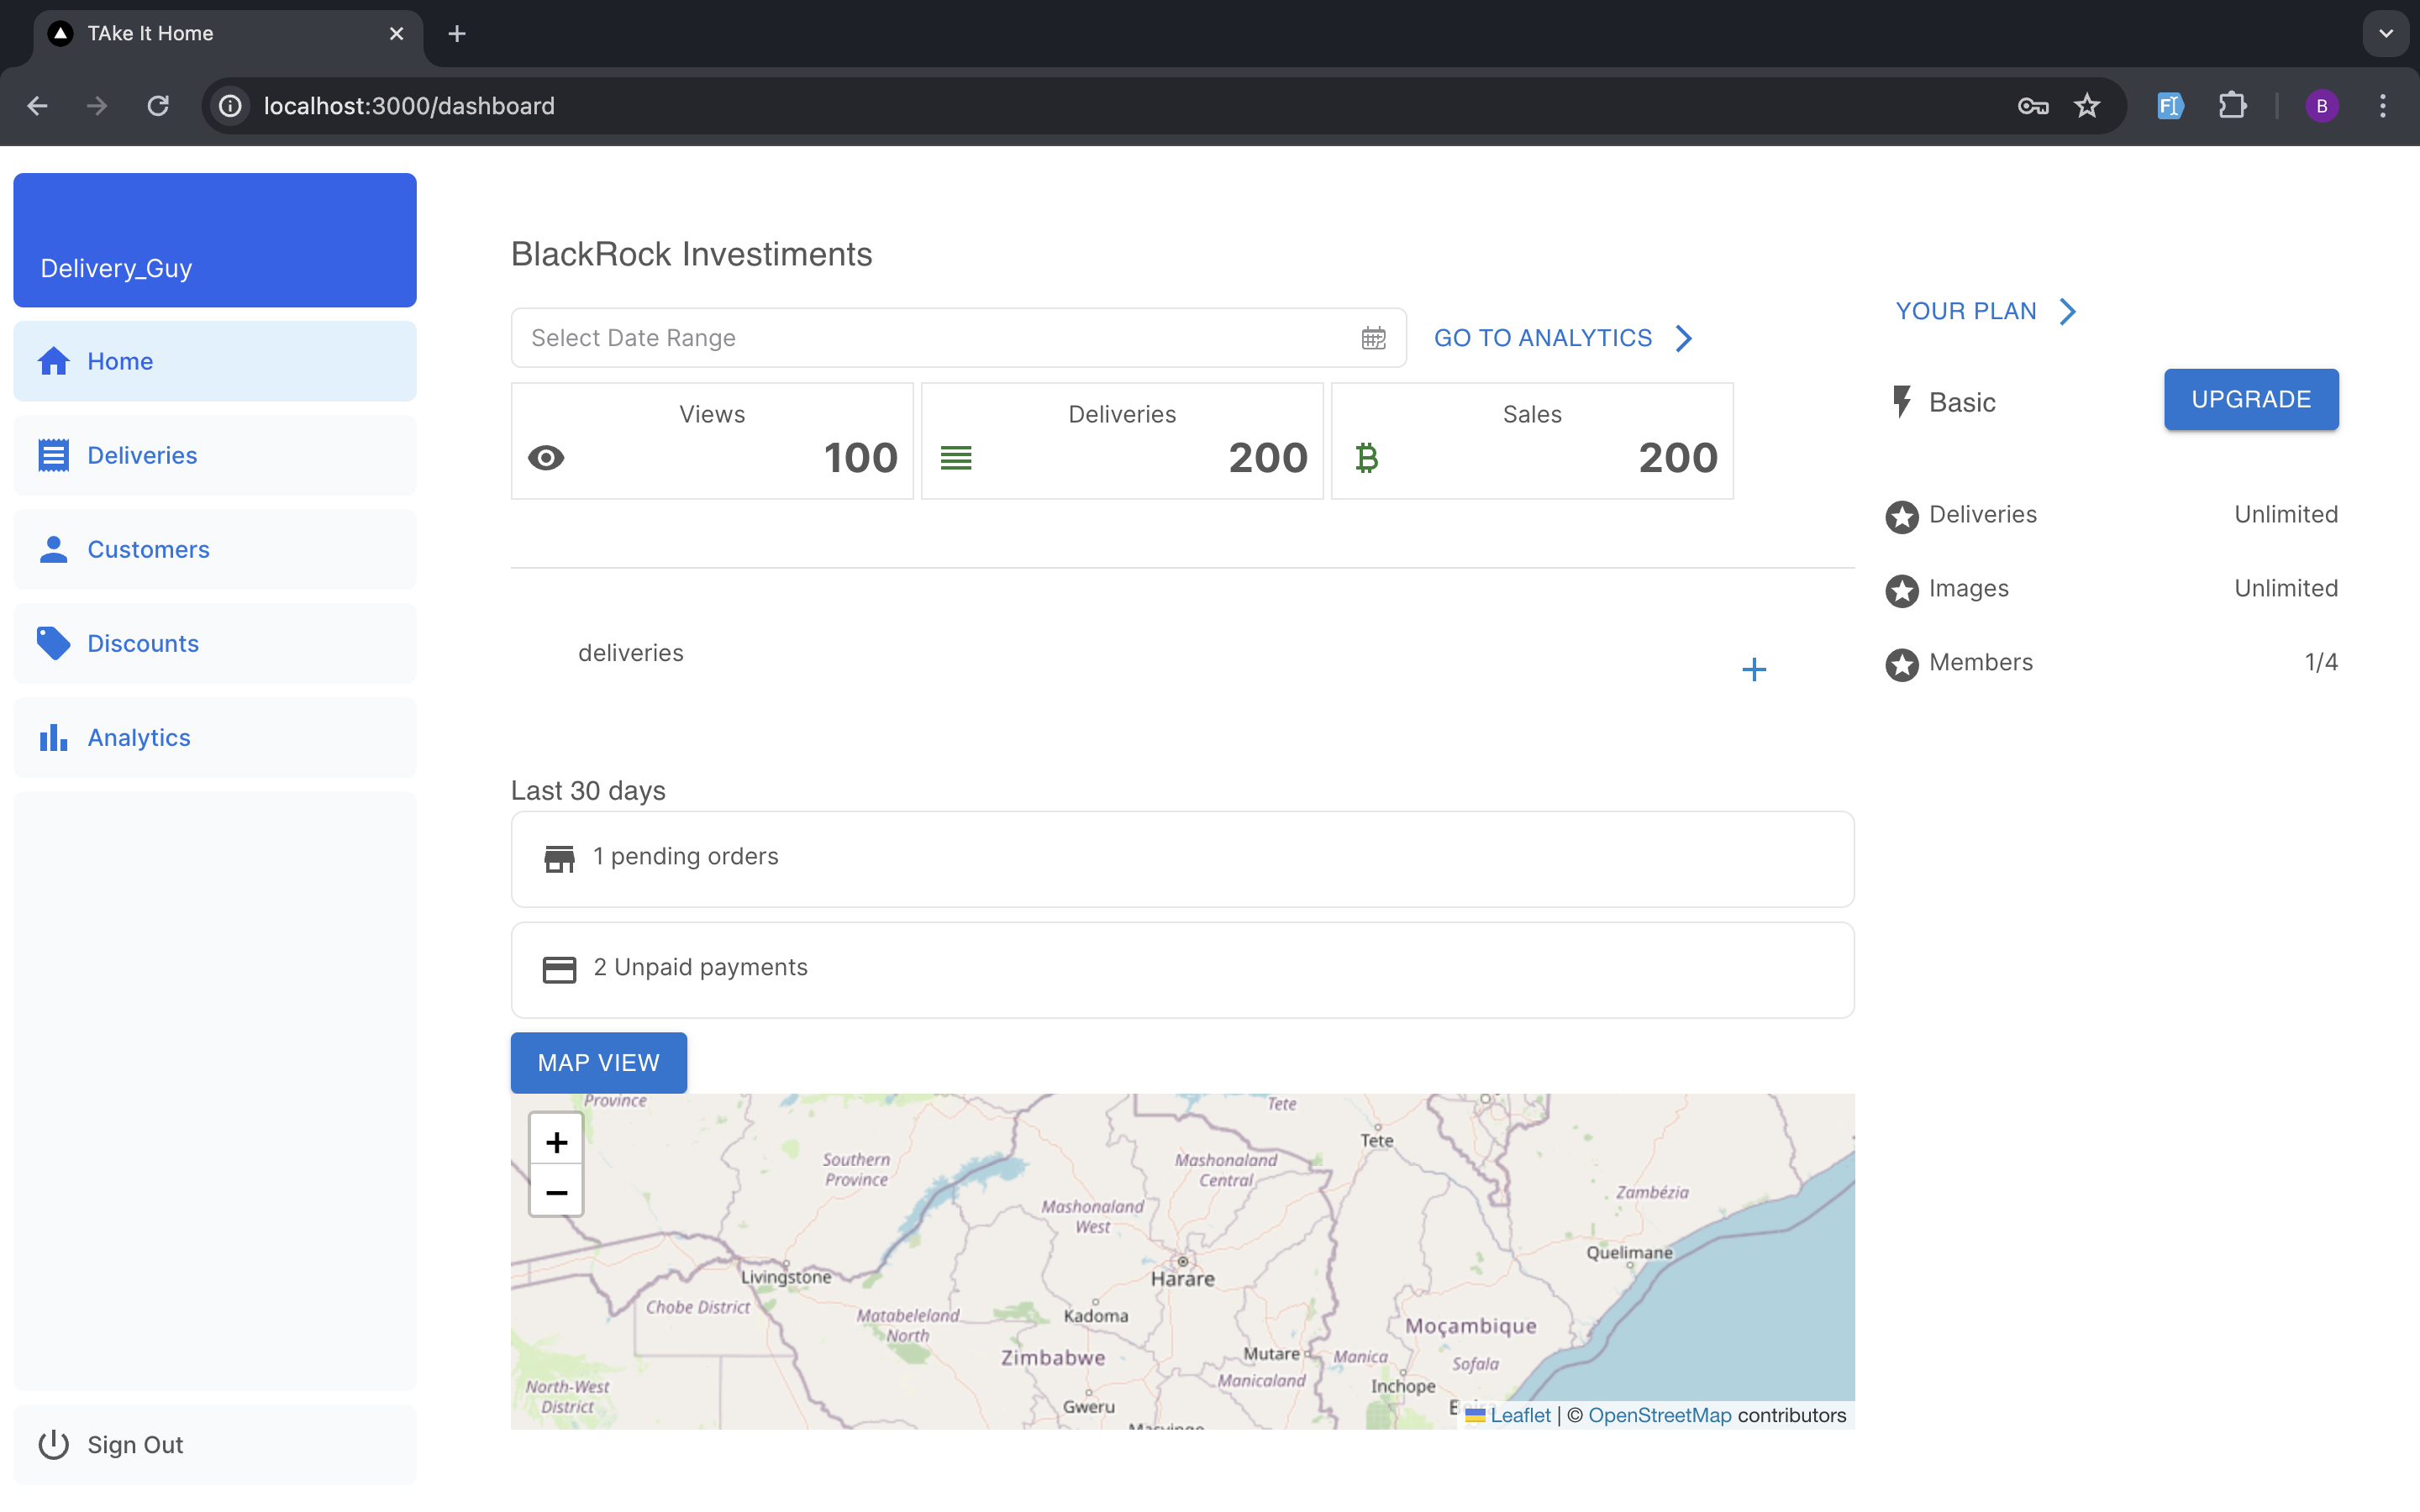 TAke It Home
localhost:3000/dashboard
B
Delivery_Guy
Home
Deliveries
Customers
Discounts
Analytics
Sign Out
BlackRock Investiments
Select Date Range
GO TO ANALYTICS
Views
100
Deliveries
200
Sales
200
deliveries
Last 30 days
1 pending orders
2 Unpaid payments
MAP VIEW
+
−
Province
Tete
Tete
Southern
Province
Mashonaland
Central
Mashonaland
West
Zambézia
Quelimane
Livingstone
Harare
Chobe District
Matabeleland
North
Kadoma
Moçambique
Zimbabwe
Mutare
Manica
Sofala
Manicaland
Inchope
North-West
District
Gweru
Leaflet | © OpenStreetMap contributors
YOUR PLAN
Basic
UPGRADE
Deliveries
Unlimited
Images
Unlimited
Members
1/4